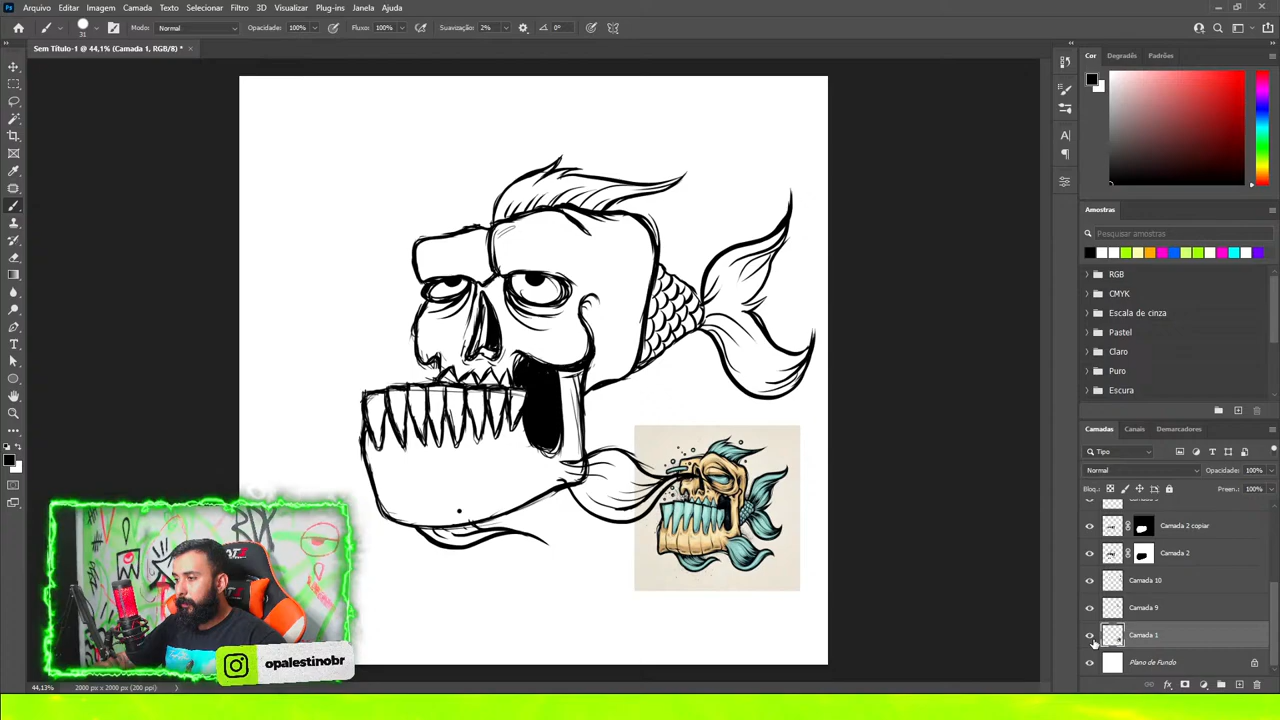 Arquivo Editar Imagem Camada Texto Selecionar Filtro 3D Visualizar Plug-ins Janela Ajuda
31 Modo: Normal Opacidade: 100% Fluxo: 100% Suavização: 2% 0°
Sem Título-1 @ 44,1% (Camada 1, RGB/8) *
Cor Degradês Padrões
Amostras
Pesquisar amostras
RGB
CMYK
Escala de cinza
Pastel
Claro
Puro
Escura
Camadas Canais Demarcadores
Tipo
Normal Opacidade: 100%
Bloq.: Preen.: 100%
Camada 2 copiar
Camada 2
Camada 10
Camada 9
Camada 1
Plano de Fundo
opalestinobr
44,13% 2000 px x 2000 px (200 ppi)